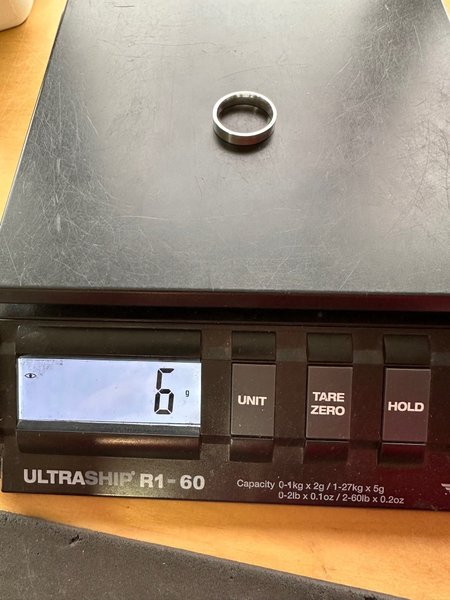 6 g
UNIT
TARE
ZERO
HOLD
ULTRASHIP® R1-60
Capacity 0-1kg x 2g / 1-27kg x 5g
0-2lb x 0.1oz / 2-60lb x 0.2oz